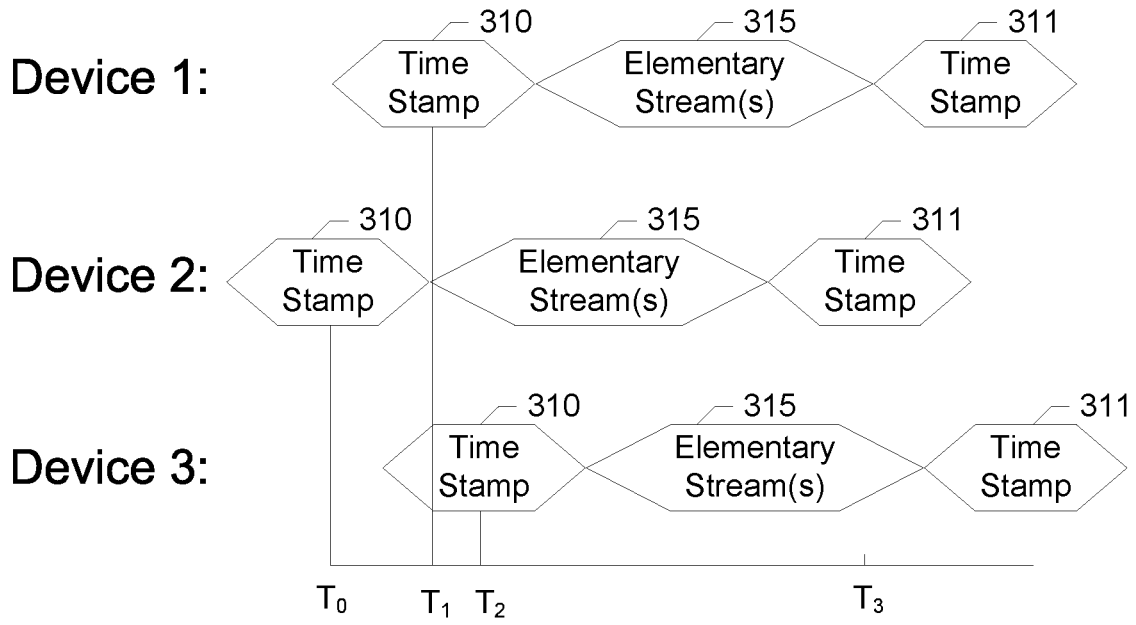 310
315
311
Device 1:
Time
Stamp
Elementary
Stream(s)
Time
Stamp
310
315
311
Device 2:
Time
Stamp
Elementary
Stream(s)
Time
Stamp
310
315
311
Device 3:
Time
Stamp
Elementary
Stream(s)
Time
Stamp
T₀
T₁
T₂
T₃